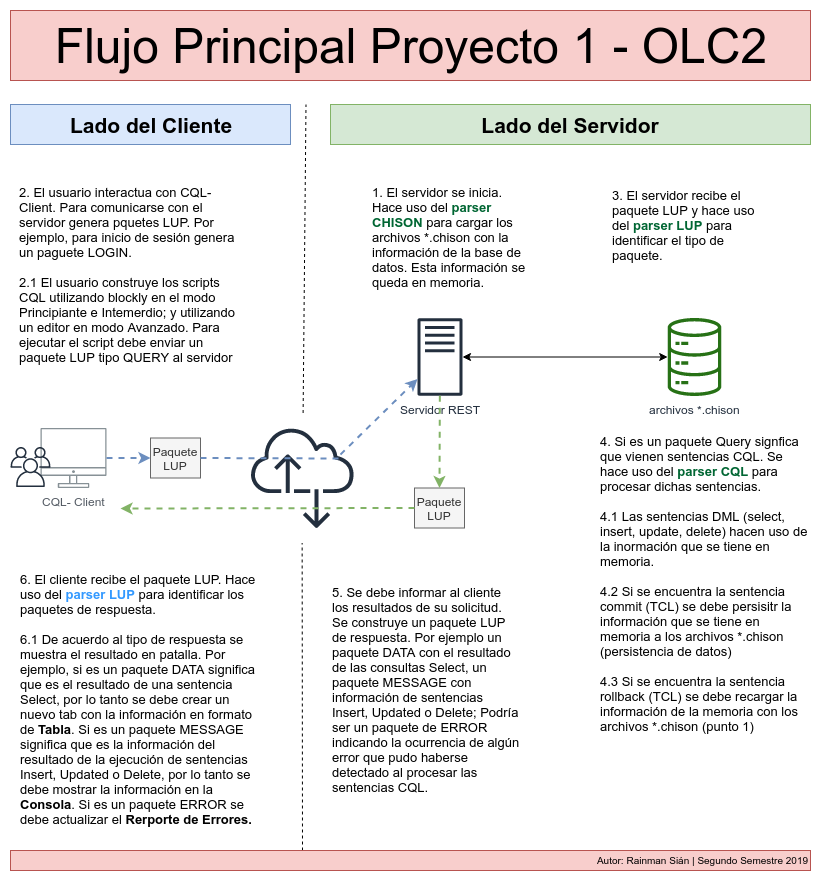 Flujo Principal Proyecto 1 - OLC2
Lado del Cliente
Lado del Servidor
2. El usuario interactua con CQL-
Client. Para comunicarse con el
servidor genera pquetes LUP. Por
ejemplo, para inicio de sesión genera
un paguete LOGIN.
2.1 El usuario construye los scripts
CQL utilizando blockly en el modo
Principiante e Intemerdio; y utilizando
un editor en modo Avanzado. Para
ejecutar el script debe enviar un
paquete LUP tipo QUERY al servidor
1. El servidor se inicia.
Hace uso del parser
CHISON para cargar los
archivos *.chison con la
información de la base de
datos. Esta información se
queda en memoria.
3. El servidor recibe el
paquete LUP y hace uso
del parser LUP para
identificar el tipo de
paquete.
Servidor REST
archivos *.chison
CQL- Client
Paquete
LUP
Paquete
LUP
4. Si es un paquete Query signfica
que vienen sentencias CQL. Se
hace uso del parser CQL para
procesar dichas sentencias.
4.1 Las sentencias DML (select,
insert, update, delete) hacen uso de
la inormación que se tiene en
memoria.
4.2 Si se encuentra la sentencia
commit (TCL) se debe persisitr la
información que se tiene en
memoria a los archivos *.chison
(persistencia de datos)
4.3 Si se encuentra la sentencia
rollback (TCL) se debe recargar la
información de la memoria con los
archivos *.chison (punto 1)
5. Se debe informar al cliente
los resultados de su solicitud.
Se construye un paquete LUP
de respuesta. Por ejemplo un
paquete DATA con el resultado
de las consultas Select, un
paquete MESSAGE con
información de sentencias
Insert, Updated o Delete; Podría
ser un paquete de ERROR
indicando la ocurrencia de algún
error que pudo haberse
detectado al procesar las
sentencias CQL.
6. El cliente recibe el paquete LUP. Hace
uso del parser LUP para identificar los
paquetes de respuesta.
6.1 De acuerdo al tipo de respuesta se
muestra el resultado en patalla. Por
ejemplo, si es un paquete DATA significa
que es el resultado de una sentencia
Select, por lo tanto se debe crear un
nuevo tab con la información en formato
de Tabla. Si es un paquete MESSAGE
significa que es la información del
resultado de la ejecución de sentencias
Insert, Updated o Delete, por lo tanto se
debe mostrar la información en la
Consola. Si es un paquete ERROR se
debe actualizar el Rerporte de Errores.
Autor: Rainman Sián | Segundo Semestre 2019